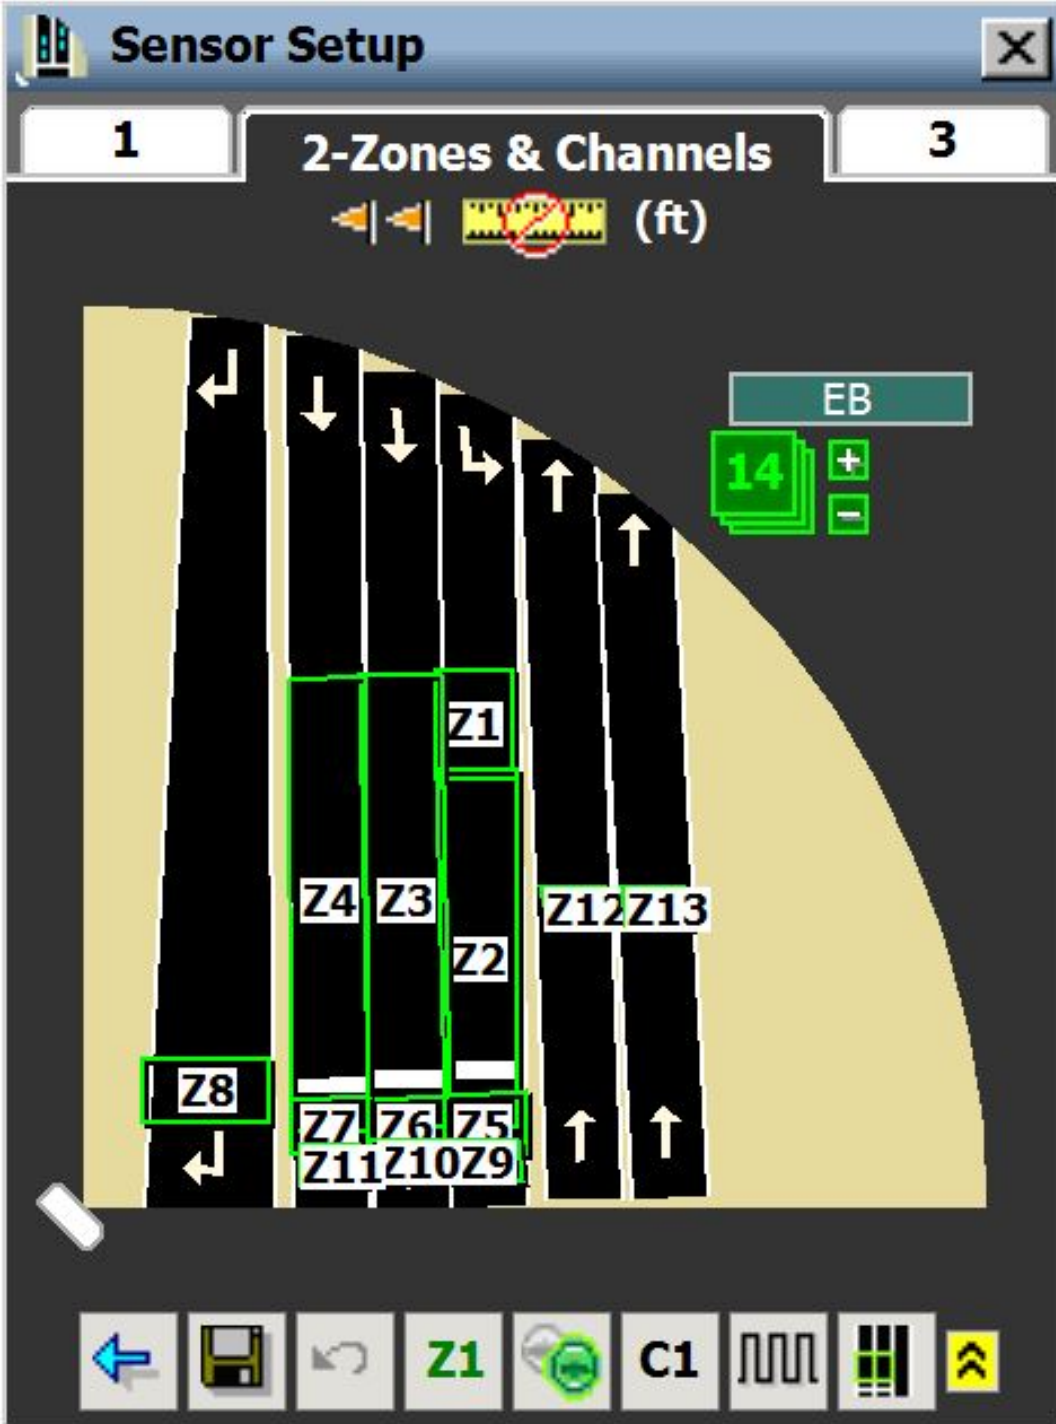 Sensor Setup
1
2-Zones & Channels
3
(ft)
EB
14
Z1
Z4
Z3
Z12
Z13
Z2
Z8
Z7
Z6
Z5
Z11
Z10
Z9
Z1
C1